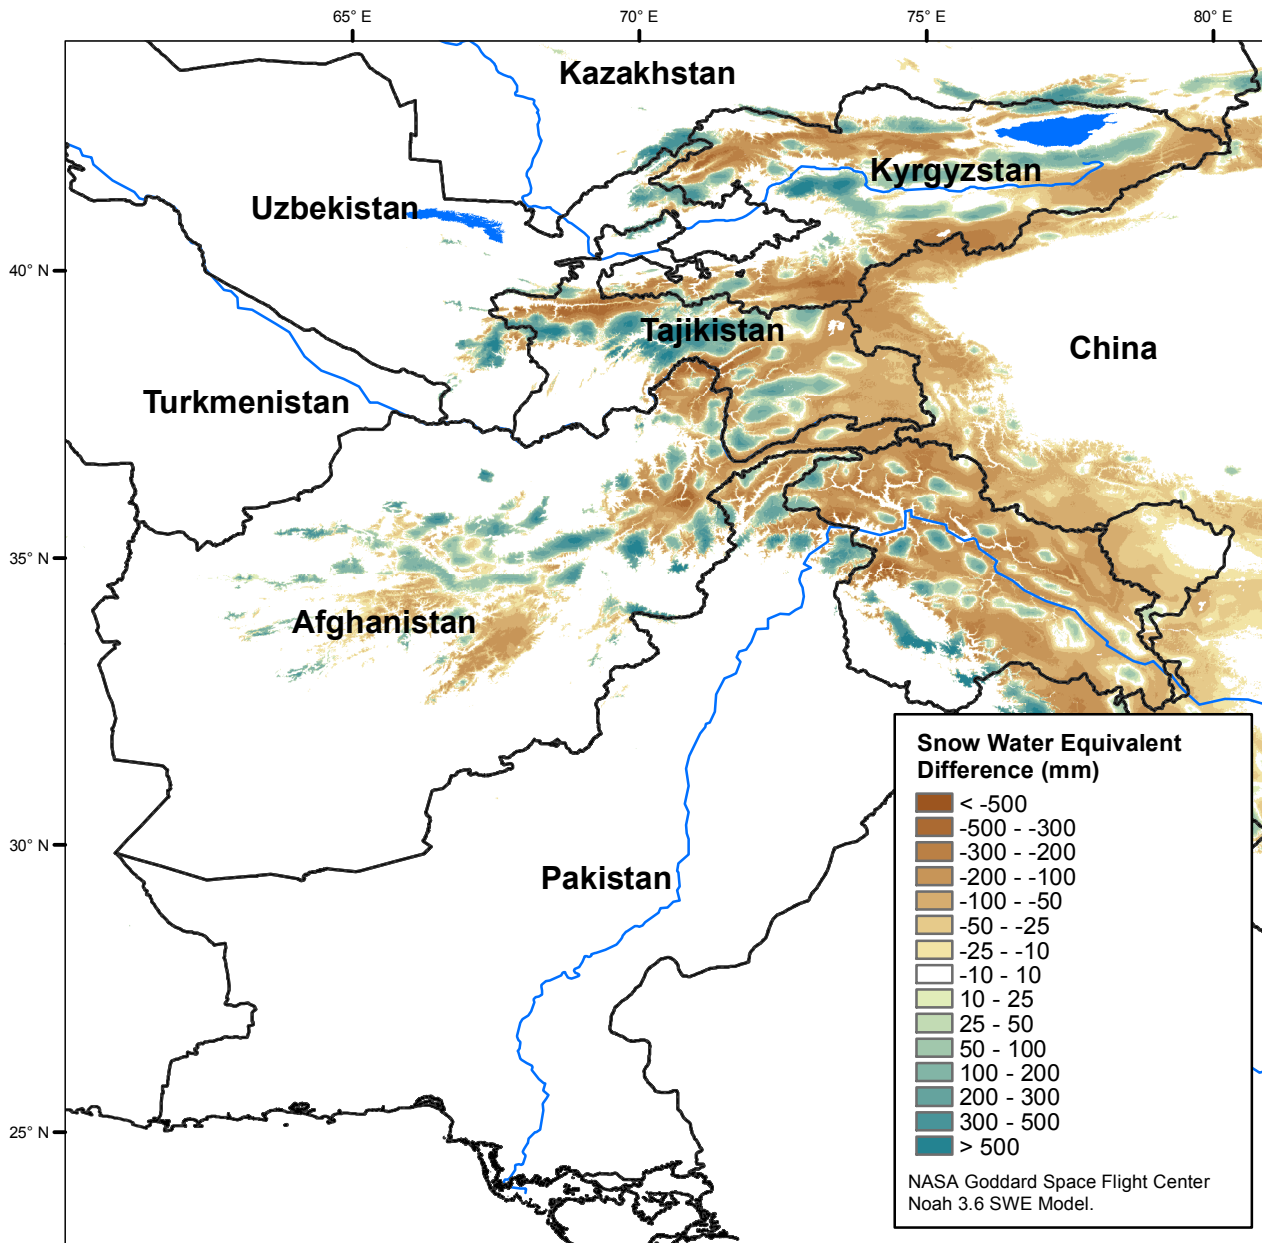 65° E
70° E
75° E
80° E
Kazakhstan
Kyrgyzstan
Uzbekistan
40° N
Tajikistan
China
Turkmenistan
35° N
Afghanistan
Snow Water Equivalent
Difference (mm)
< -500
-500 - -300
-300 - -200
-200 - -100
-100 - -50
-50 - -25
-25 - -10
-10 - 10
10 - 25
25 - 50
50 - 100
100 - 200
200 - 300
300 - 500
> 500
30° N
Pakistan
25° N
NASA Goddard Space Flight Center
Noah 3.6 SWE Model.